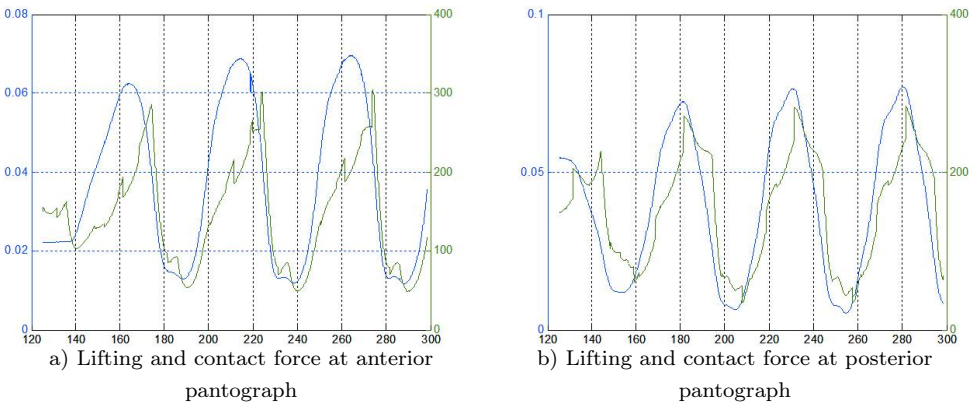 0.08
0.06
0.04
0.02
0
400
300
200
100
0
120 140 160 180 200 220 240 260 280 300
a) Lifting and contact force at anterior
pantograph
0.1
0.05
0
400
200
0
120 140 160 180 200 220 240 260 280 300
b) Lifting and contact force at posterior
pantograph